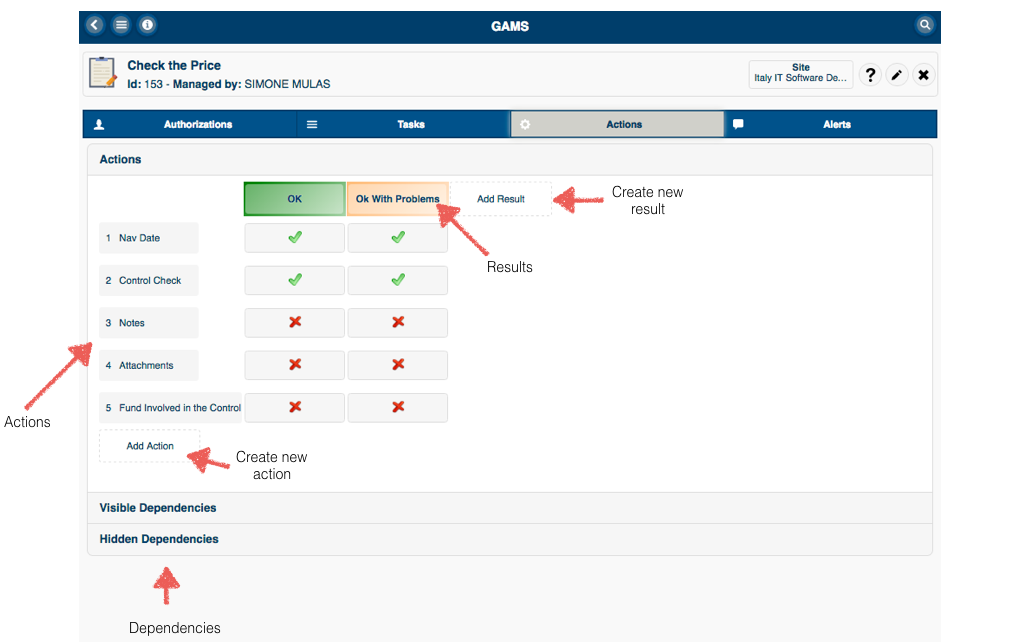 GAMS
Check the Price
Id: 153 - Managed by: SIMONE MULAS
Site
Italy IT Software De...
?
Authorizations
Tasks
Actions
Alerts
Actions
OK
Ok With Problems
Add Result
Create new
result
Results
1 Nav Date
2 Control Check
3 Notes
4 Attachments
5 Fund Involved in the Control
Actions
Add Action
Create new
action
Visible Dependencies
Hidden Dependencies
Dependencies